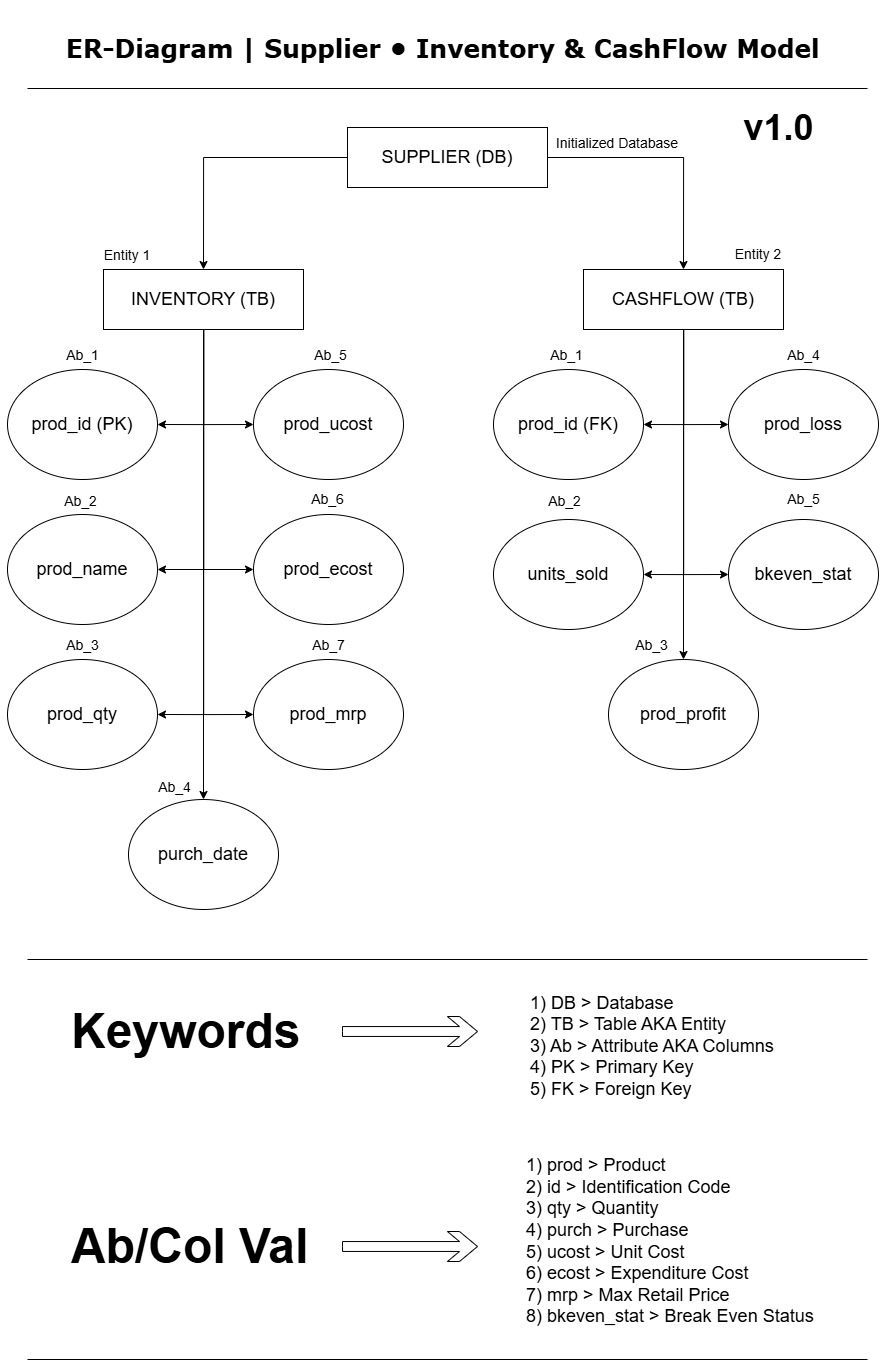 ER-Diagram | Supplier • Inventory & CashFlow Model
v1.0
SUPPLIER (DB)
Initialized Database
Entity 1
INVENTORY (TB)
Entity 2
CASHFLOW (TB)
Ab_1
prod_id (PK)
Ab_5
prod_ucost
Ab_2
prod_name
Ab_6
prod_ecost
Ab_3
prod_qty
Ab_7
prod_mrp
Ab_4
purch_date
Ab_1
prod_id (FK)
Ab_4
prod_loss
Ab_2
units_sold
Ab_5
bkeven_stat
Ab_3
prod_profit
Keywords
1) DB > Database
2) TB > Table AKA Entity
3) Ab > Attribute AKA Columns
4) PK > Primary Key
5) FK > Foreign Key
Ab/Col Val
1) prod > Product
2) id > Identification Code
3) qty > Quantity
4) purch > Purchase
5) ucost > Unit Cost
6) ecost > Expenditure Cost
7) mrp > Max Retail Price
8) bkeven_stat > Break Even Status